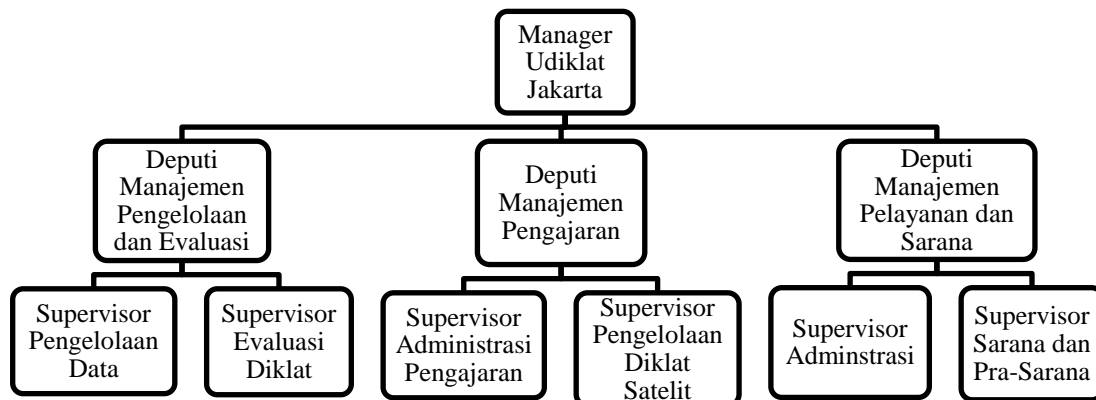 Manager
Udiklat
Jakarta
Deputi
Manajemen
Pengelolaan
dan Evaluasi
Deputi
Manajemen
Pengajaran
Deputi
Manajemen
Pelayanan dan
Sarana
Supervisor
Pengelolaan
Data
Supervisor
Evaluasi
Diklat
Supervisor
Administrasi
Pengajaran
Supervisor
Pengelolaan
Diklat
Satelit
Supervisor
Adminstrasi
Supervisor
Sarana dan
Pra-Sarana